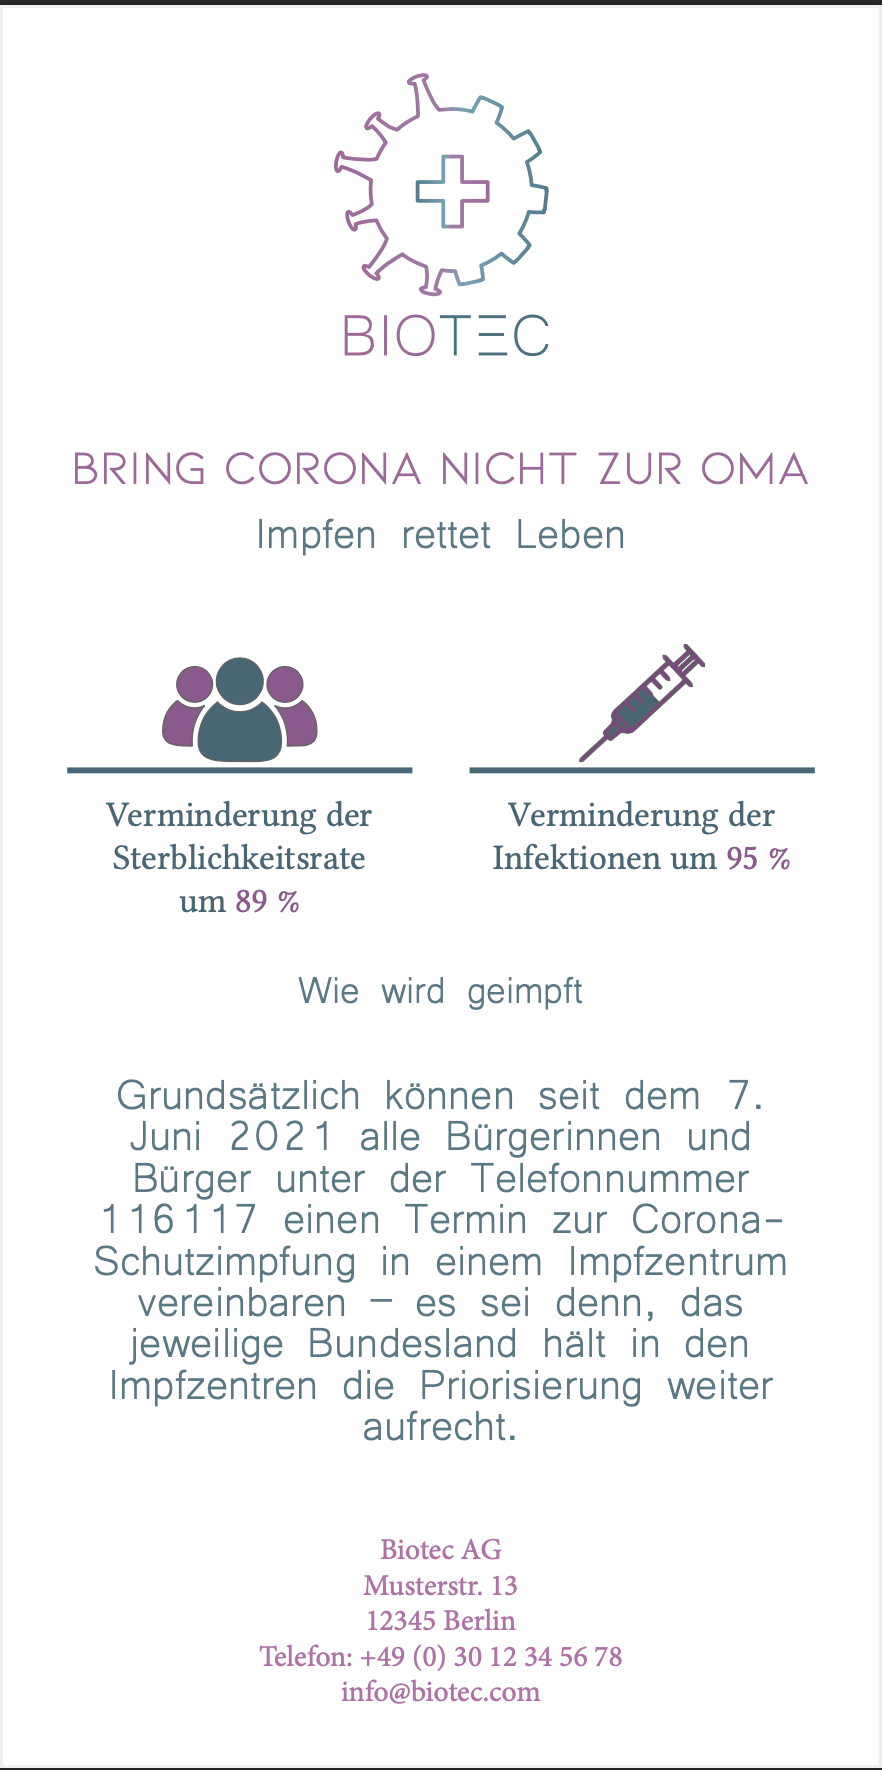 BIOTEC
BRING CORONA NICHT ZUR OMA
Impfen rettet Leben
Verminderung der
Sterblichkeitsrate
um 89 %
Verminderung der
Infektionen um 95 %
Wie wird geimpft
Grundsätzlich können seit dem 7.
Juni 2021 alle Bürgerinnen und
Bürger unter der Telefonnummer
116117 einen Termin zur Corona-
Schutzimpfung in einem Impfzentrum
vereinbaren – es sei denn, das
jeweilige Bundesland hält in den
Impfzentren die Priorisierung weiter
aufrecht.
Biotec AG
Musterstr. 13
12345 Berlin
Telefon: +49 (0) 30 12 34 56 78
info@biotec.com